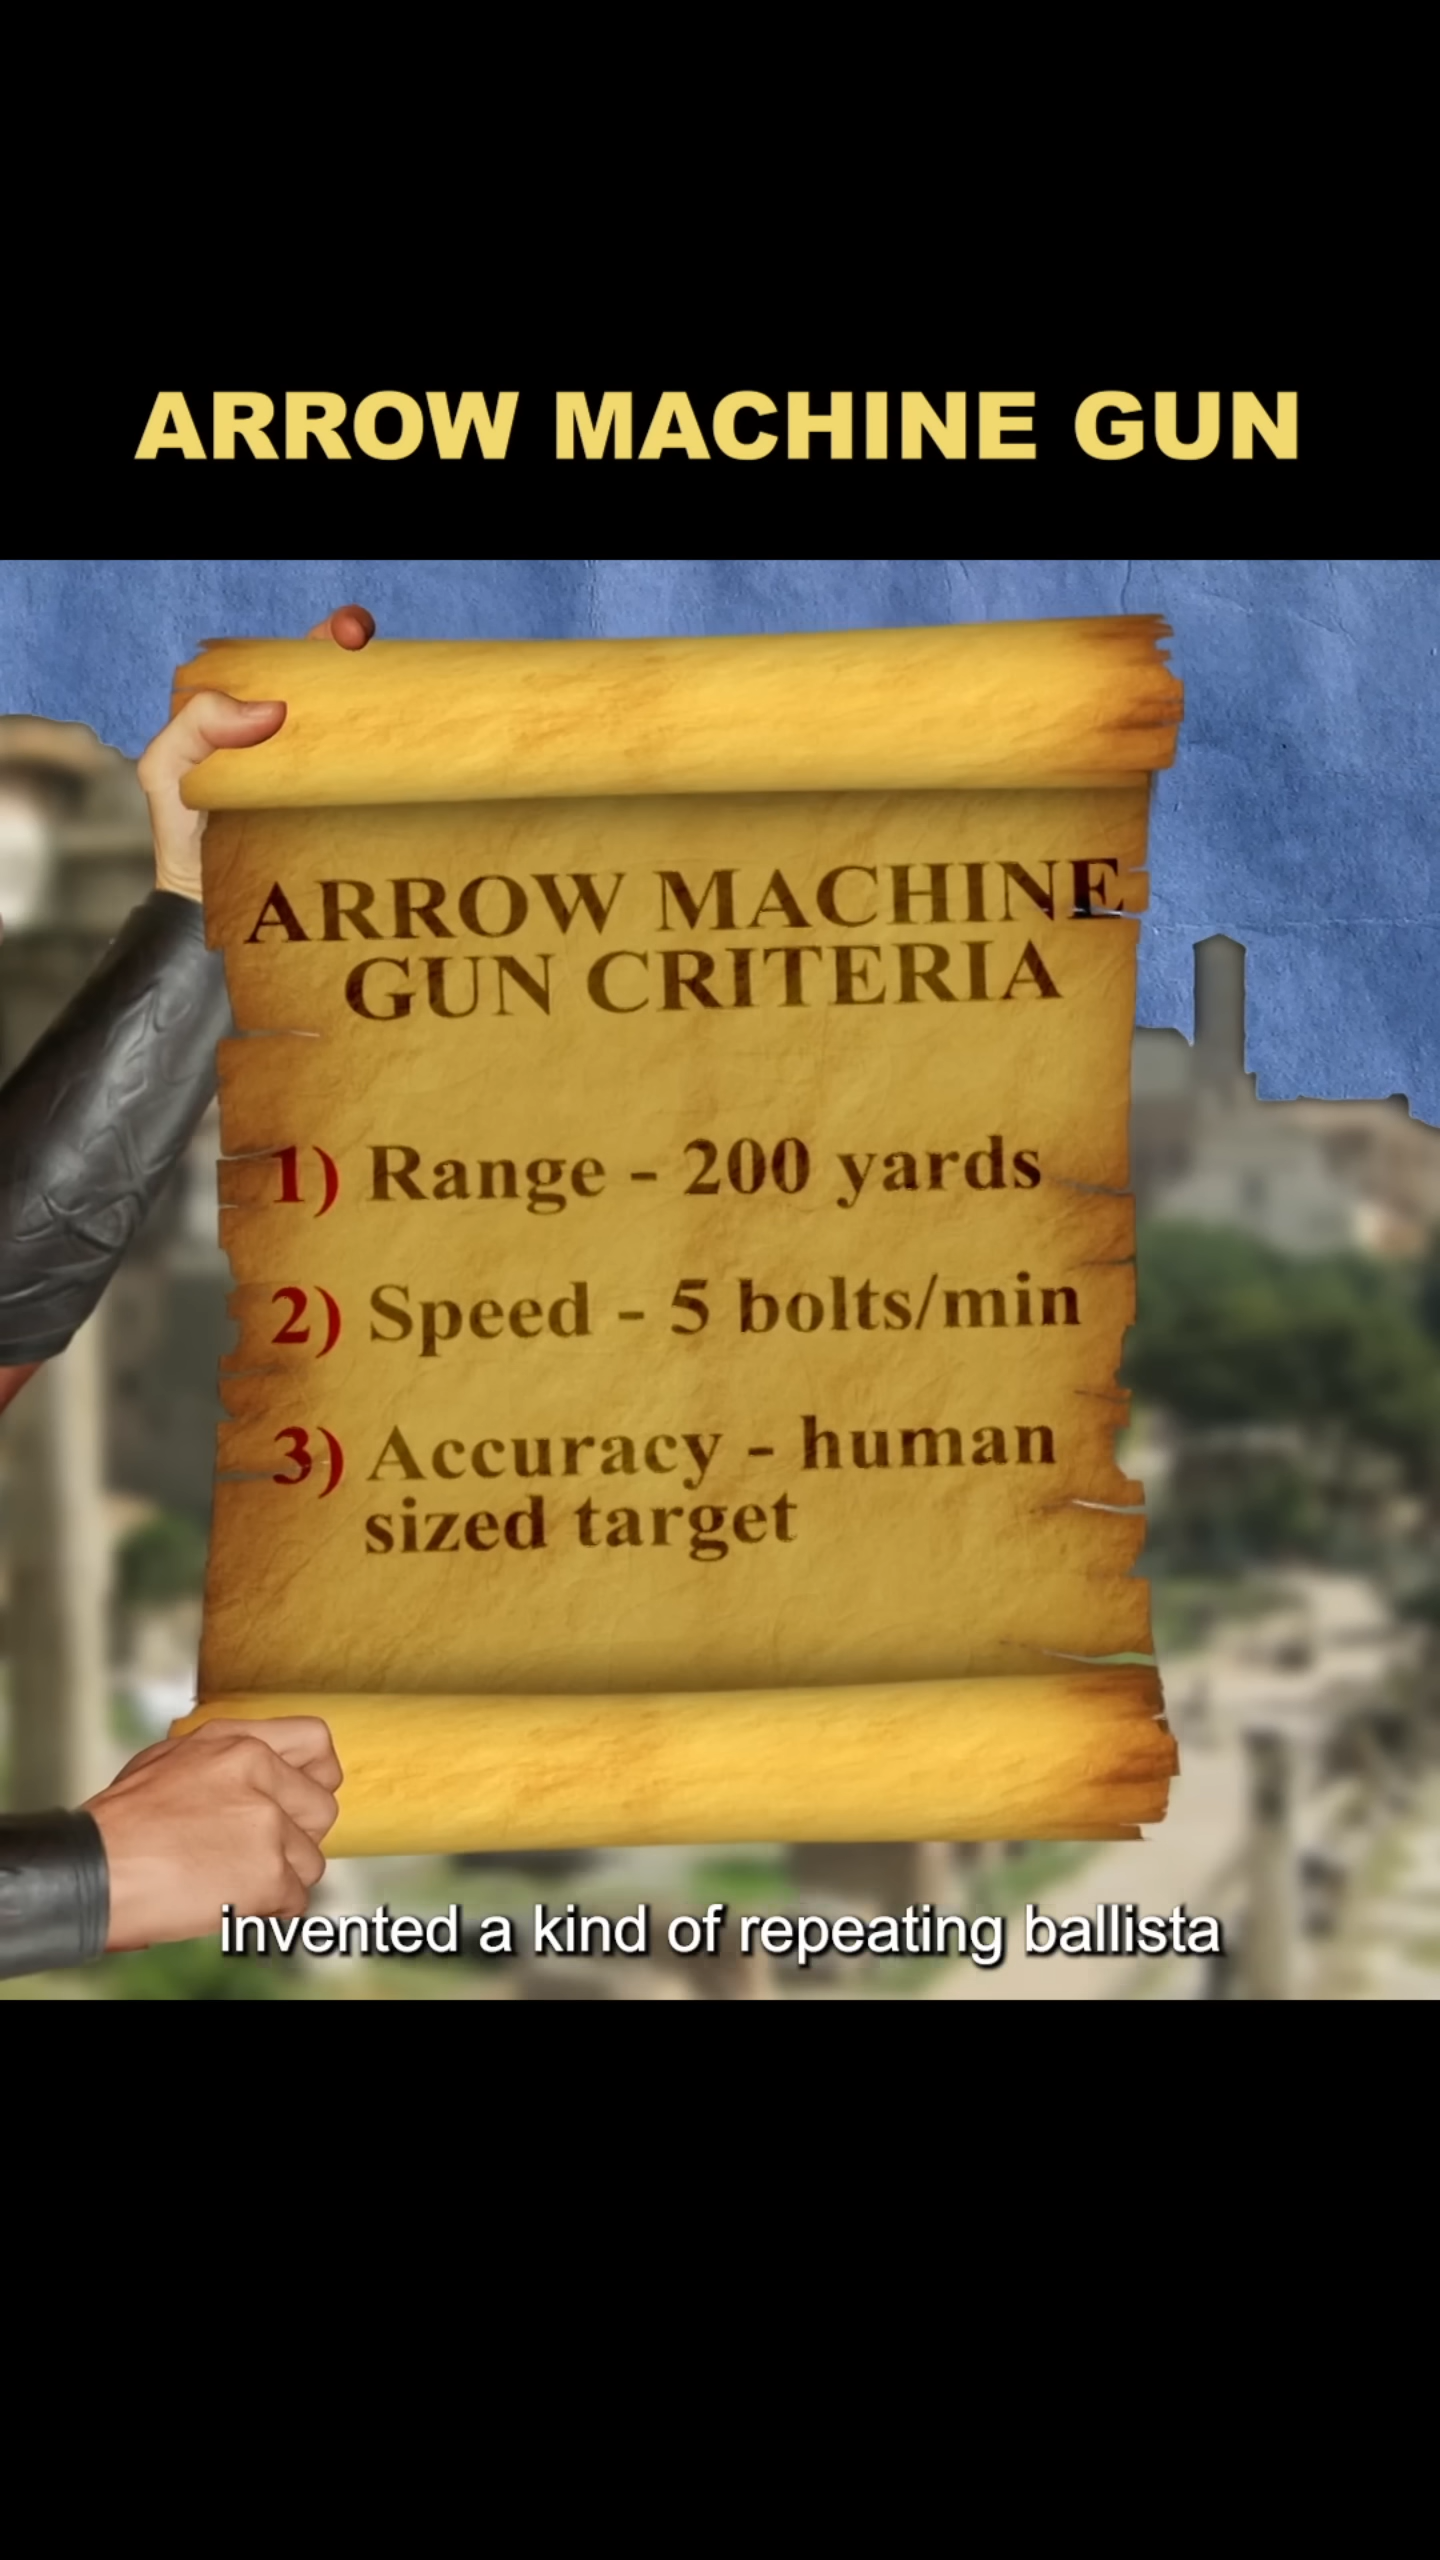 ARROW MACHINE GUN
ARROW MACHINE
GUN CRITERIA
1) Range - 200 yards
2) Speed - 5 bolts/min
3) Accuracy - human
sized target
invented a kind of repeating ballista